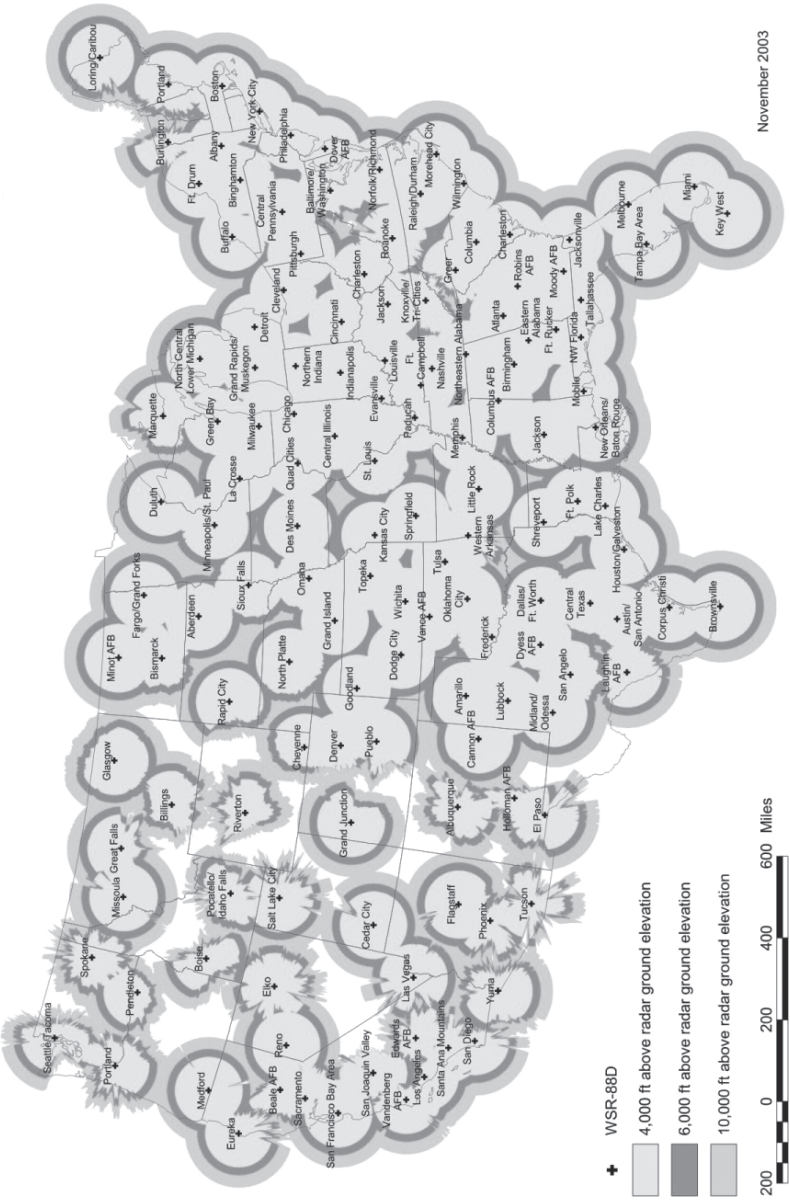 Seattle/Tacoma
Portland
Spokane
Pendleton
Missoula
Great Falls
Glasgow
Billings
Boise
Pocatello/
Idaho Falls
Riverton
Medford
Eureka
Beale AFB
Reno
Elko
Salt Lake City
Sacramento
San Francisco Bay Area
San Joaquin Valley
Vandenberg
AFB
Edwards
AFB
Los Angeles
Santa Ana Mountains
San Diego
Las Vegas
Cedar City
Grand Junction
Yuma
Flagstaff
Phoenix
Tucson
Albuquerque
Holloman AFB
El Paso
Cheyenne
Denver
Pueblo
Minot AFB
Bismarck
Fargo/Grand Forks
Aberdeen
Rapid City
Sioux Falls
North Platte
Grand Island
Omaha
Goodland
Dodge City
Wichita
Topeka
Vance AFB
Tulsa
Oklahoma
City
Frederick
Amarillo
Cannon AFB
Lubbock
Midland/
Odessa
Dyess
AFB
Dallas/
Ft. Worth
San Angelo
Central
Texas
Laughlin
AFB
Austin/
San Antonio
Houston/Galveston
Corpus Christi
Brownsville
Duluth
Minneapolis/St. Paul
La Crosse
Des Moines
Quad Cities
Kansas City
Springfield
St. Louis
Central Illinois
Western
Arkansas
Little Rock
Shreveport
Ft. Polk
Lake Charles
Marquette
Green Bay
Milwaukee
Chicago
North Central
Lower Michigan
Grand Rapids/
Muskegon
Detroit
Northern
Indiana
Indianapolis
Cincinnati
Cleveland
Evansville
Louisville
Paducah
Ft.
Campbell
Nashville
Memphis
Jackson
Knoxville/
Tri-Cities
Northeastern Alabama
Columbus AFB
Birmingham
Jackson
New Orleans/
Baton Rouge
Mobile
NW Florida
Ft. Rucker
Eastern
Alabama
Atlanta
Robins
AFB
Moody AFB
Tallahassee
Jacksonville
Tampa Bay Area
Melbourne
Miami
Key West
Charleston
Columbia
Greer
Wilmington
Morehead City
Raleigh/Durham
Norfolk/Richmond
Roanoke
Charleston
Pittsburgh
Central
Pennsylvania
Baltimore/
Washington
Dover
AFB
Philadelphia
New York City
Binghamton
Buffalo
Ft. Drum
Albany
Burlington
Boston
Portland
Loring/Caribou
WSR-88D
4,000 ft above radar ground elevation
6,000 ft above radar ground elevation
10,000 ft above radar ground elevation
200 0 200 400 600 Miles
November 2003